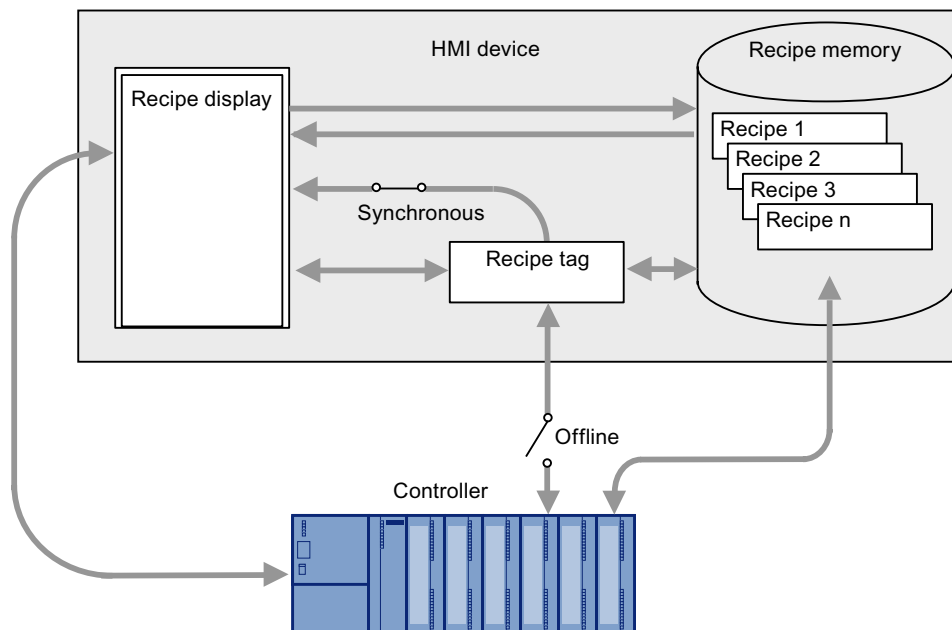 HMI device
Recipe memory
Recipe display
Recipe 1
Recipe 2
Recipe 3
Recipe n
Synchronous
Recipe tag
Offline
Controller